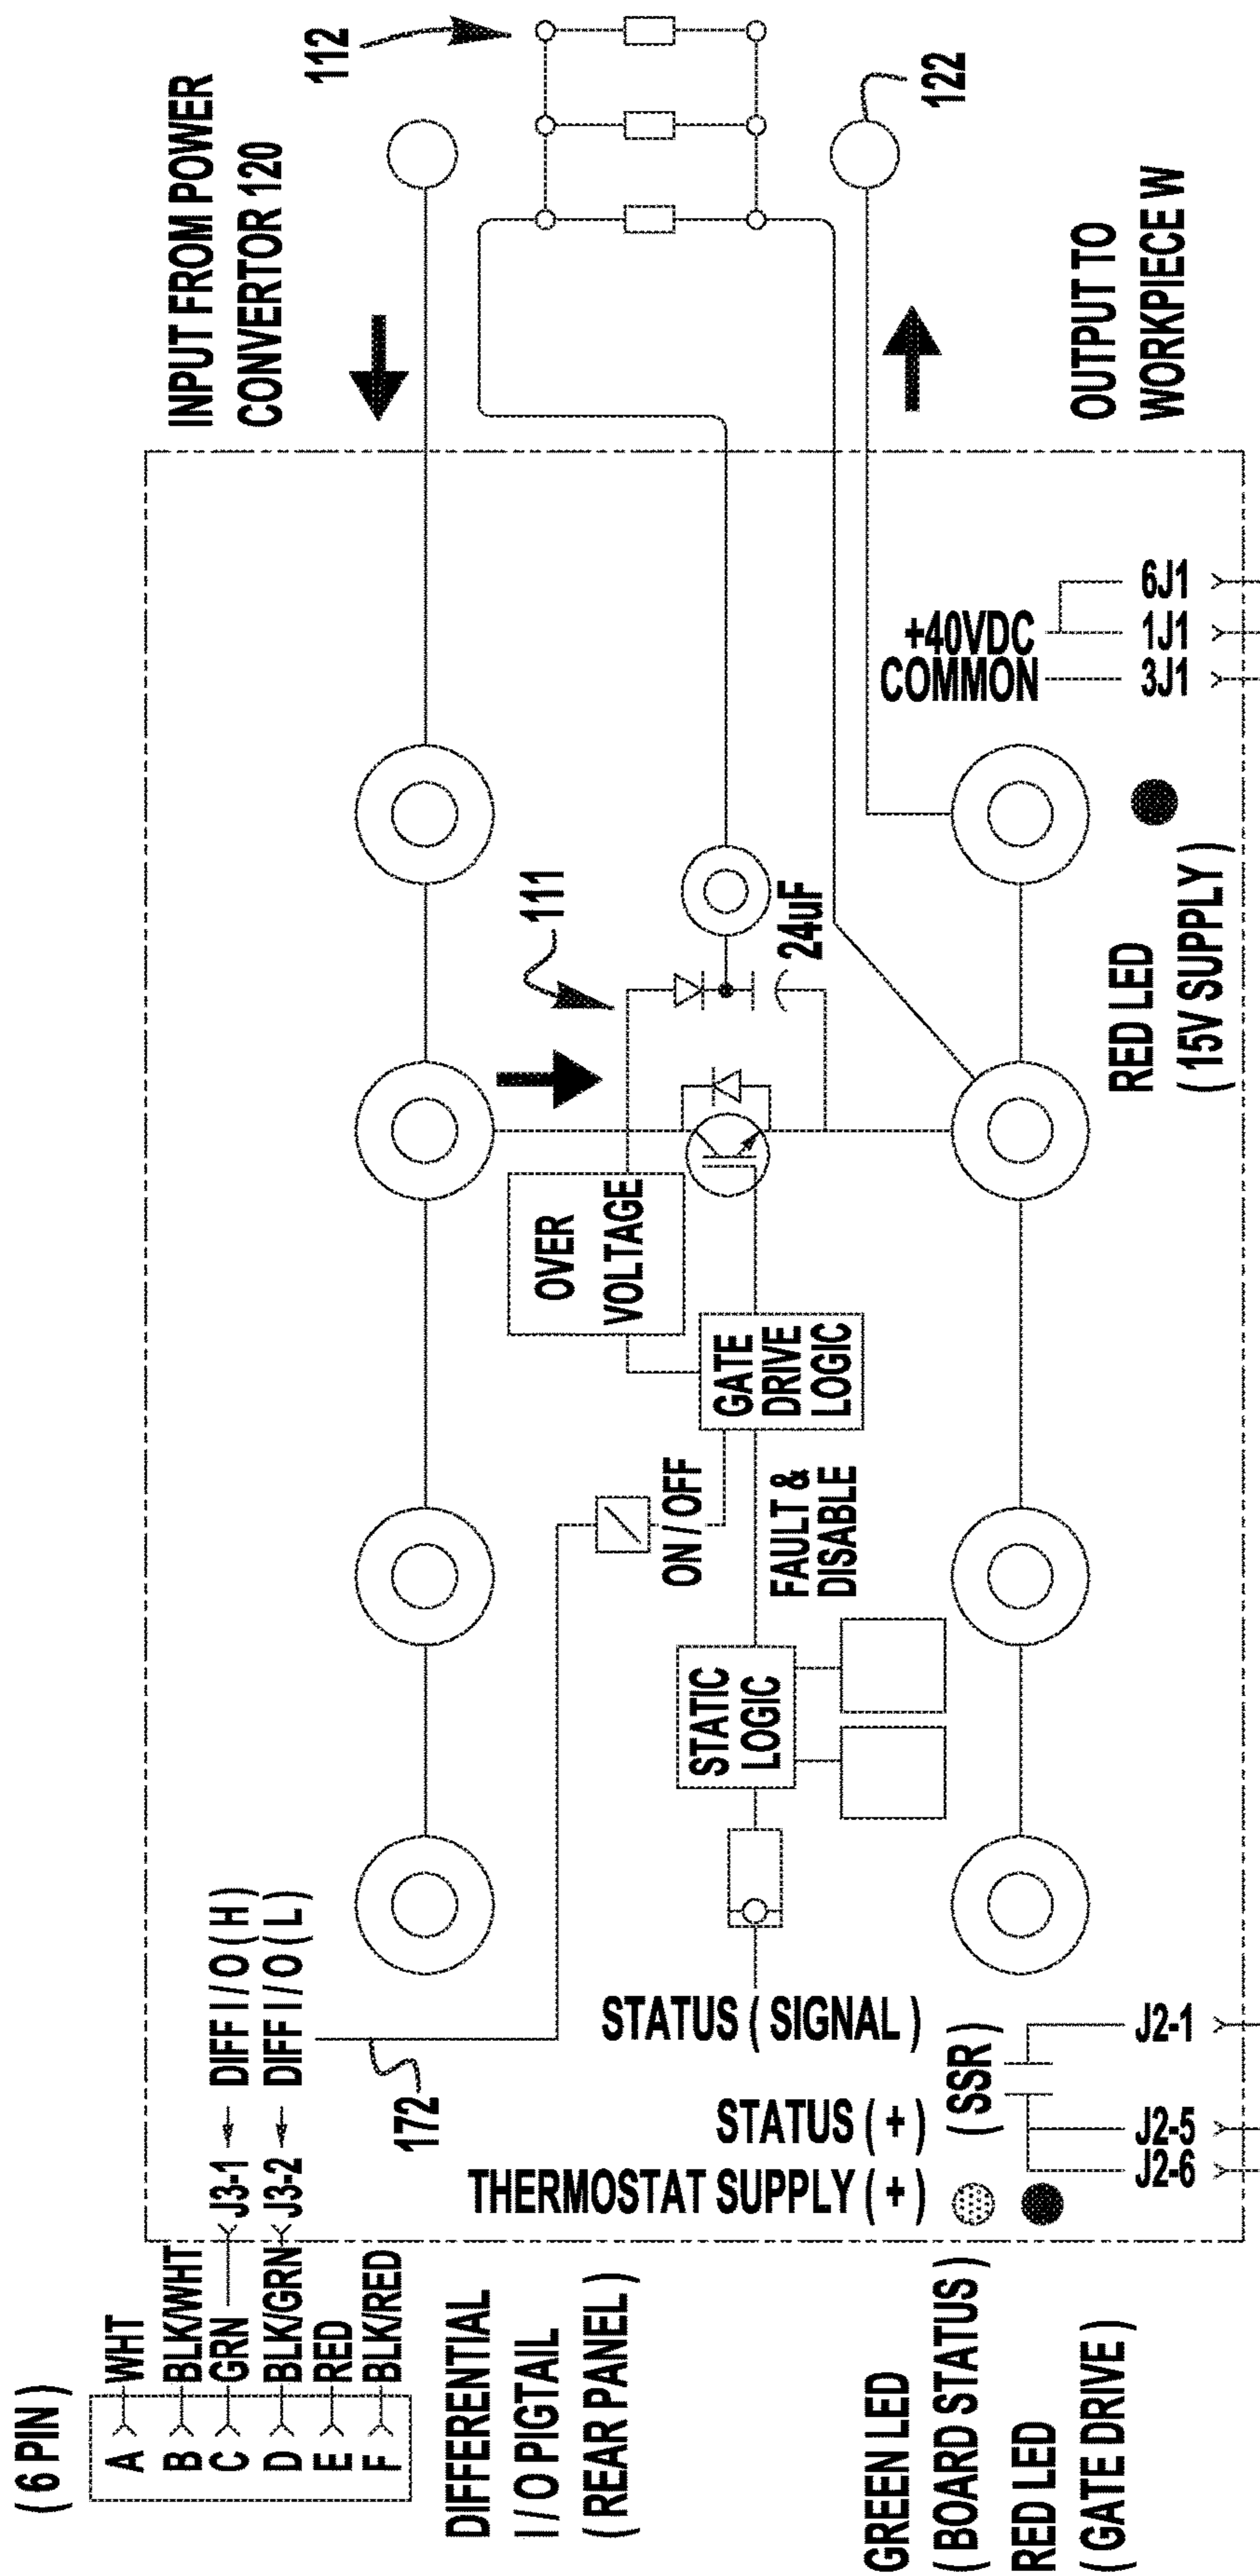 ( 6 PIN )
A WHT
B BLK/WHT
C GRN J3-1 DIFF I / O ( H )
D BLK/GRN J3-2 DIFF I / O ( L )
E RED
F BLK/RED
DIFFERENTIAL
I / O PIGTAIL
( REAR PANEL )
172
INPUT FROM POWER
CONVERTOR 120
112
111
122
OVER
VOLTAGE
24uF
GATE
DRIVE
LOGIC
ON / OFF
FAULT &
DISABLE
STATIC
LOGIC
STATUS ( SIGNAL )
STATUS ( + )
THERMOSTAT SUPPLY ( + )
( SSR )
J2-1
J2-5
J2-6
GREEN LED
( BOARD STATUS )
RED LED
( GATE DRIVE )
RED LED
( 15V SUPPLY )
+40VDC
COMMON
6J1
1J1
3J1
OUTPUT TO
WORKPIECE W